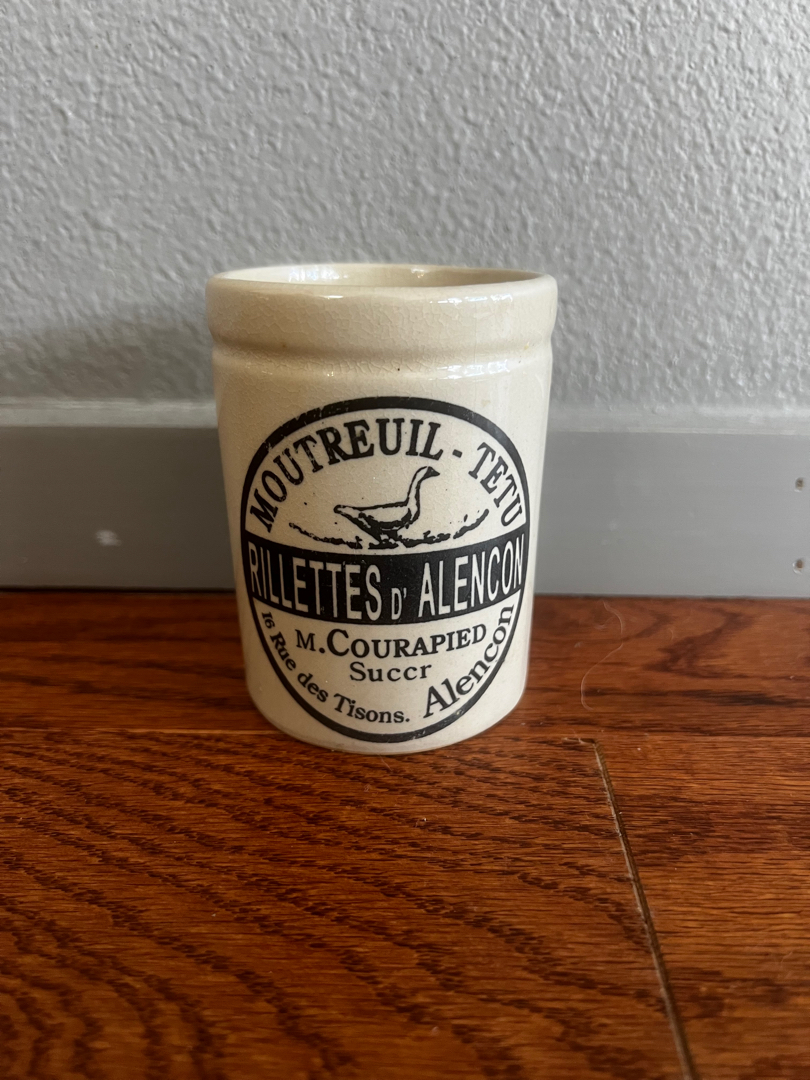 MOUTREUIL - TETU
RILLETTES D' ALENCON
M. COURAPIED
Succr
16 Rue des Tisons. Alencon